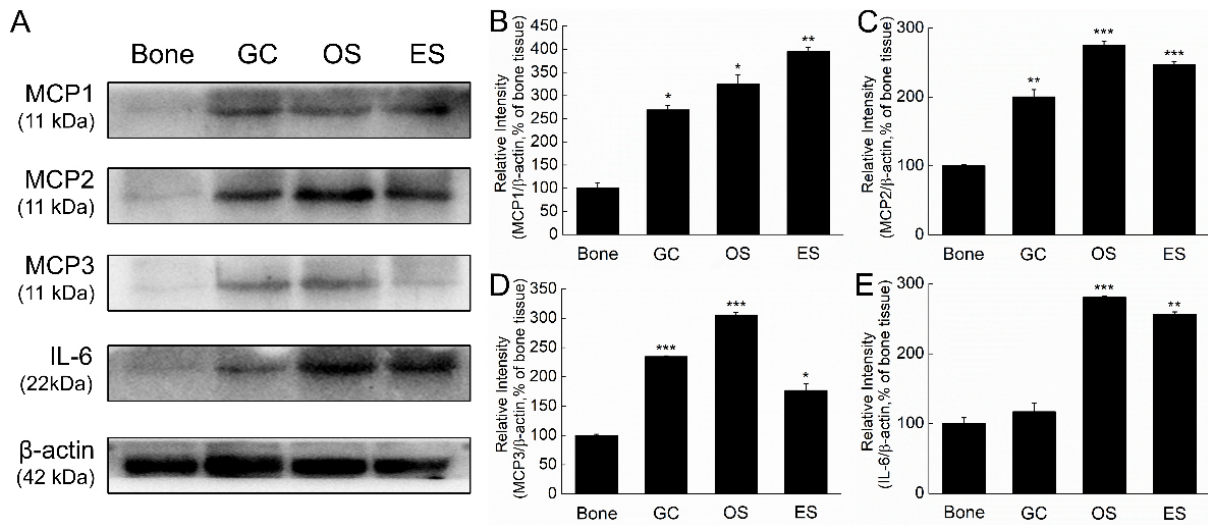 A
Bone GC OS ES
MCP1
(11 kDa)
MCP2
(11 kDa)
MCP3
(11 kDa)
IL-6
(22kDa)
β-actin
(42 kDa)
B
Relative Intensity
(MCP1/β-actin,% of bone tissue)
450
400
350
300
250
200
150
100
50
0
* * **
Bone GC OS ES
C
Relative Intensity
(MCP2/β-actin,% of bone tissue)
300
200
100
0
** *** ***
Bone GC OS ES
D
Relative Intensity
(MCP3/β-actin,% of bone tissue)
350
300
250
200
150
100
50
0
*** *** *
Bone GC OS ES
E
Relative Intensity
(IL-6/β-actin,% of bone tissue)
300
200
100
0
*** **
Bone GC OS ES